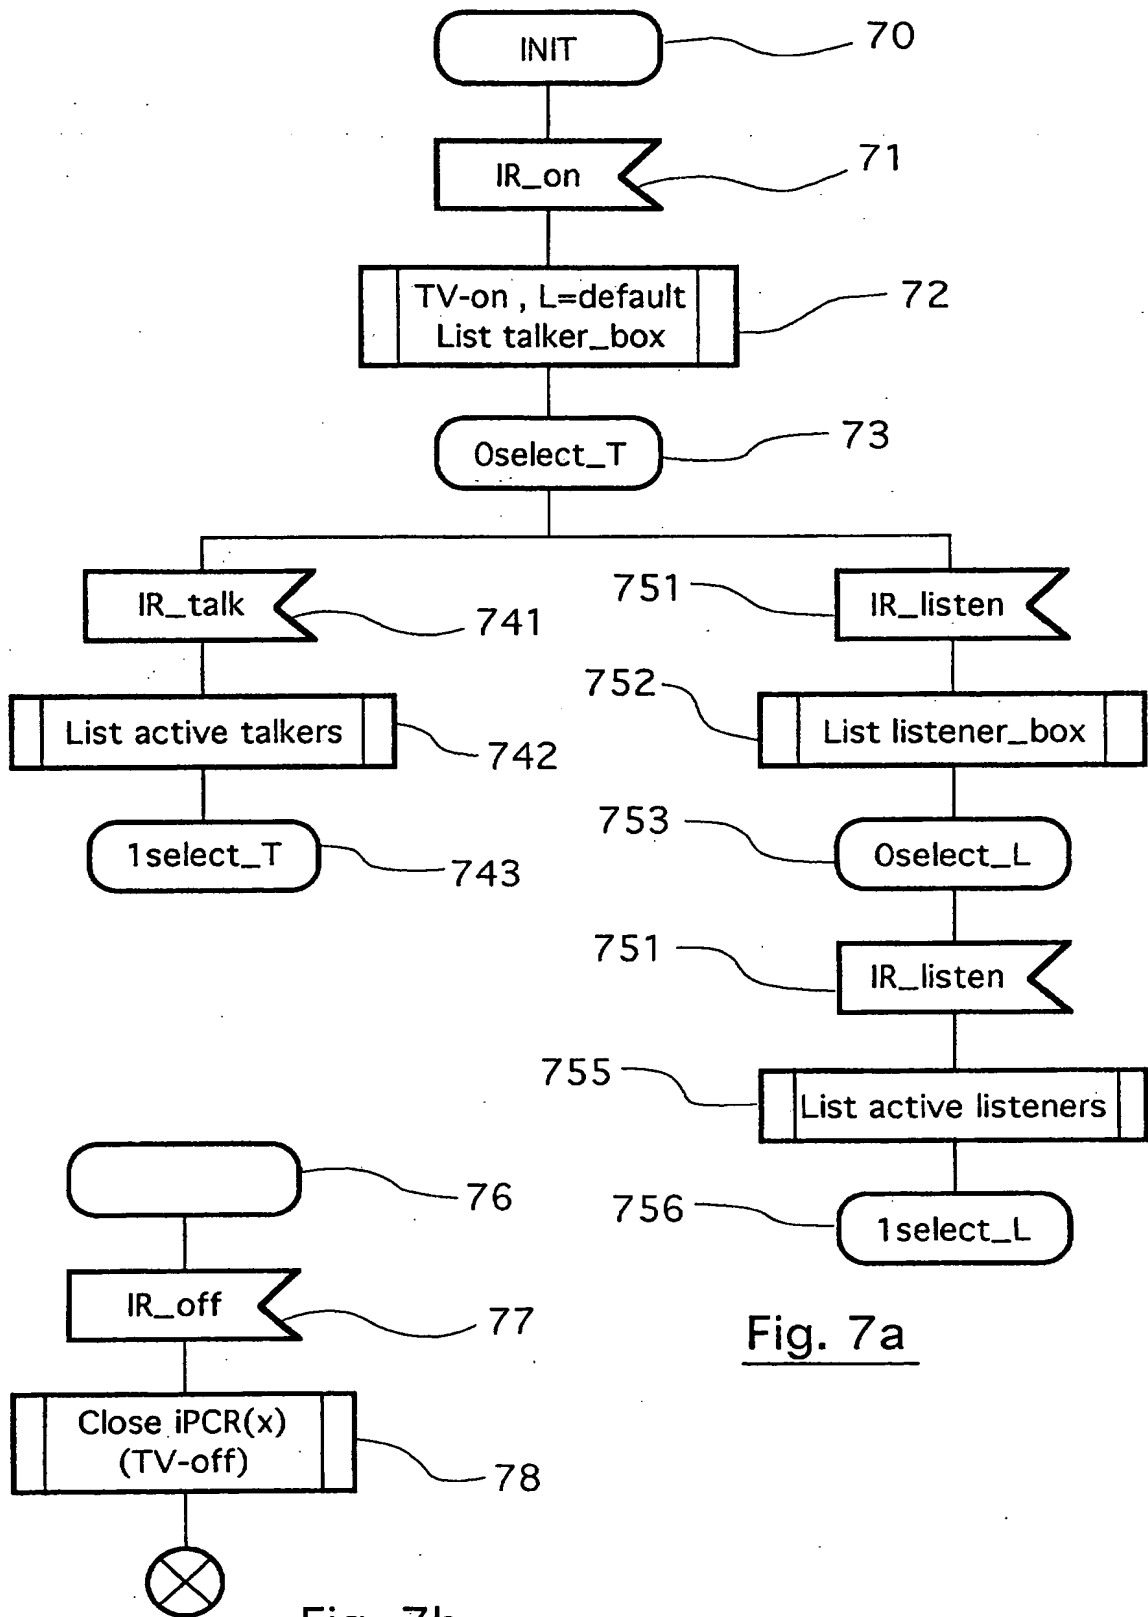 INIT
70
IR_on
71
TV-on , L=default
List talker_box
72
0select_T
73
IR_talk
741
751
IR_listen
List active talkers
742
752
List listener_box
1select_T
743
753
0select_L
751
IR_listen
755
List active listeners
76
756
1select_L
IR_off
77
Fig. 7a
Close iPCR(x)
(TV-off)
78
Fig. 7b